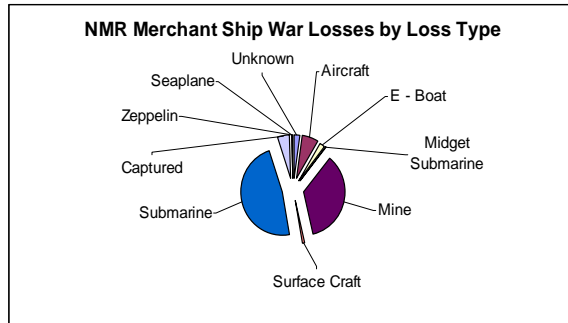 NMR Merchant Ship War Losses by Loss Type
Unknown
Aircraft
E - Boat
Midget
Submarine
Mine
Surface Craft
Submarine
Captured
Zeppelin
Seaplane